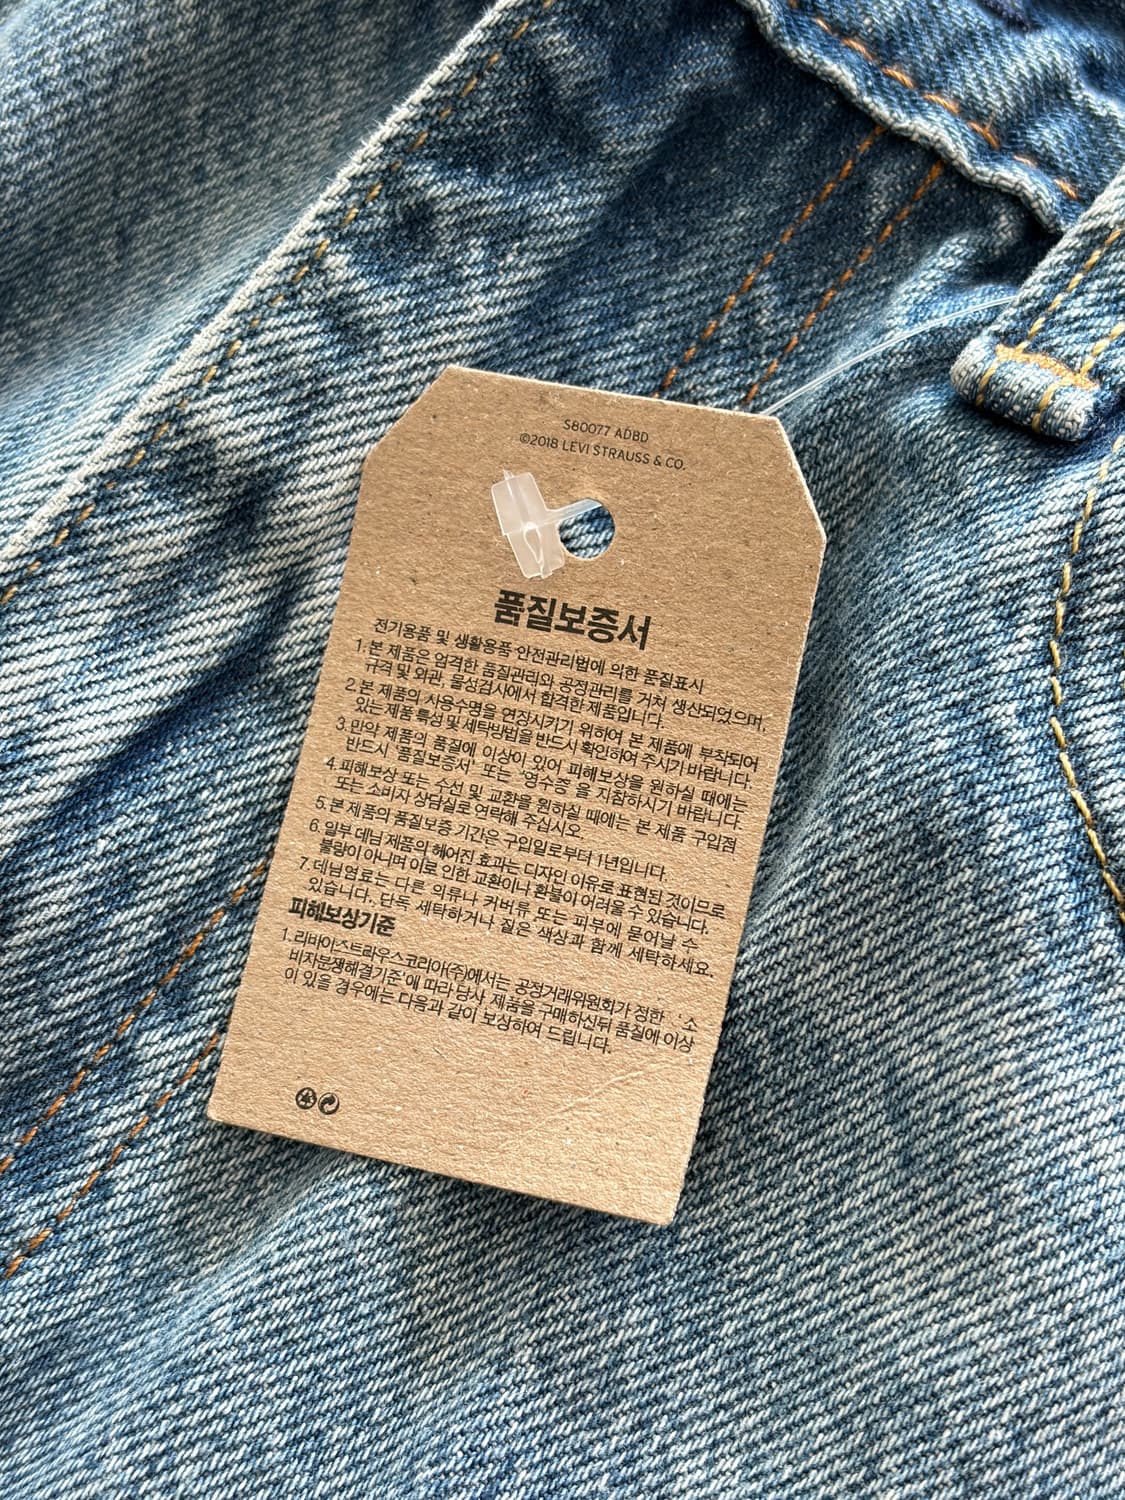 S80077 ADBD
©2018 LEVI STRAUSS & CO.
품질보증서
전기용품 및 생활용품 안전관리법에 의한 품질표시
1. 본 제품은 엄격한 품질관리와 공정관리를 거쳐 생산되었으며,
규격 및 외관, 물성검사에서 합격한 제품입니다.
2. 본 제품의 사용수명을 연장시키기 위하여 본 제품에 부착되어
있는 제품 특성 및 세탁방법을 반드시 확인하여 주시기 바랍니다.
3. 만약 제품의 품질에 이상이 있어 피해보상을 원하실 때에는
반드시 '품질보증서' 또는 '영수증'을 지참하시기 바랍니다.
4. 피해보상 또는 수선 및 교환을 원하실 때에는 본 제품 구입점
또는 소비자 상담실로 연락해 주십시오.
5. 본 제품의 품질보증 기간은 구입일로부터 1년입니다.
6. 일부 데님 제품의 헤어진 효과는 디자인 이유로 표현된 것이므로
불량이 아니며 이로 인한 교환이나 환불이 어려울 수 있습니다.
7. 데님염료는 다른 의류나 커버류 또는 피부에 묻어날 수
있습니다. 단독 세탁하거나 짙은 색상과 함께 세탁하세요.
피해보상기준
1. 리바이스트라우스코리아(주)에서는 공정거래위원회가 정한 '소
비자분쟁해결기준'에 따라 당사 제품을 구매하신뒤 품질에 이상
이 있을 경우에는 다음과 같이 보상하여 드립니다.